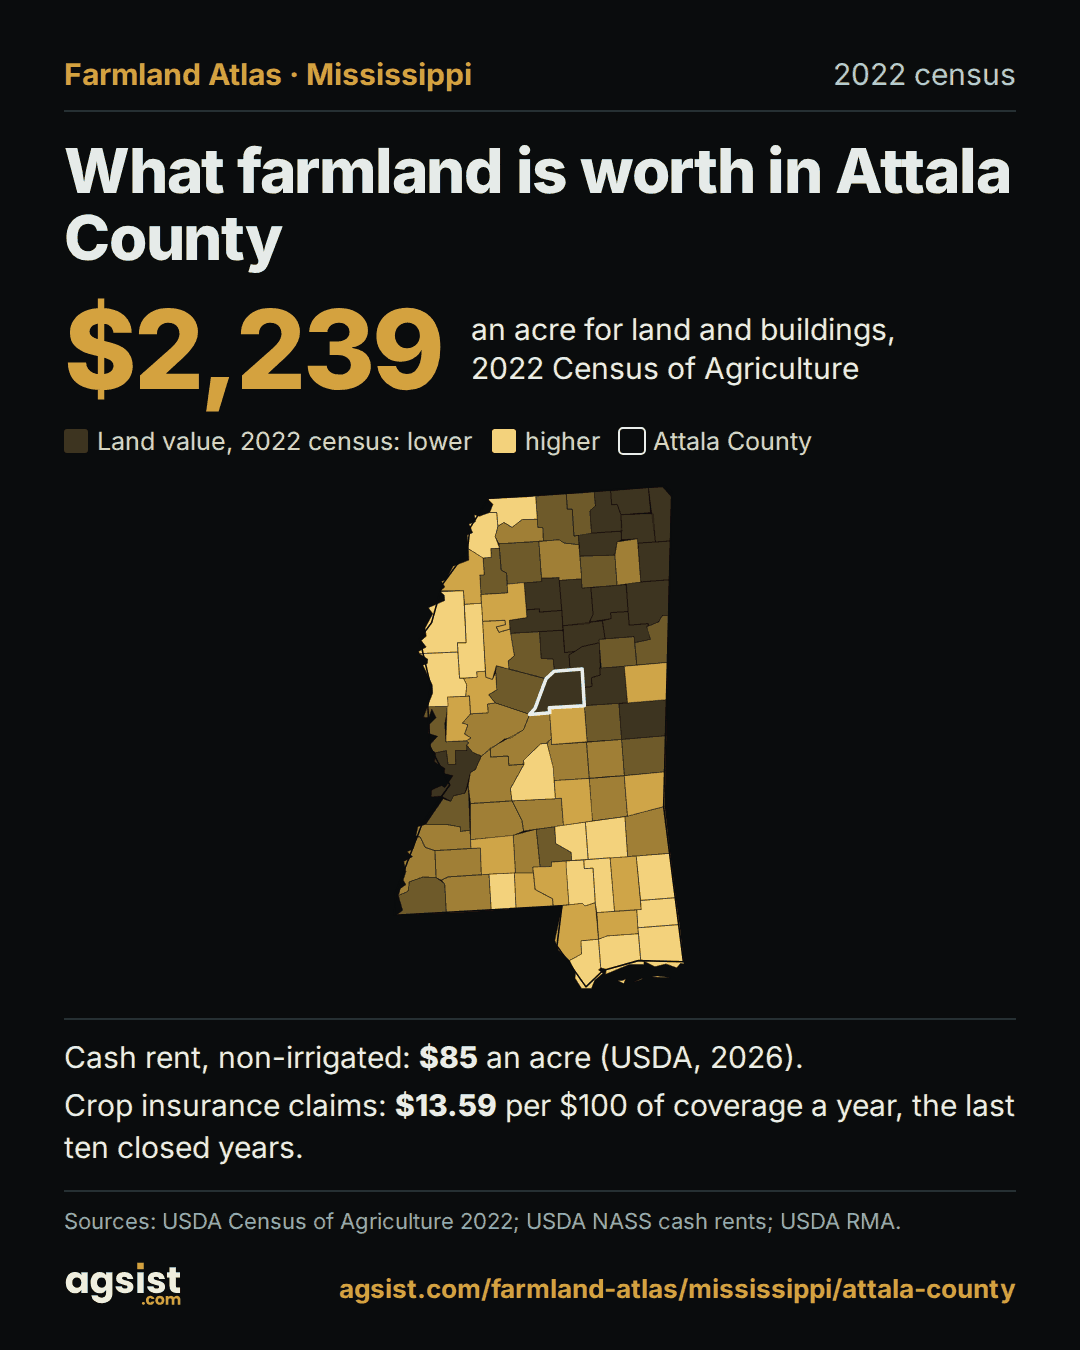 Farmland Atlas · Mississippi
2022 census
What farmland is worth in Attala
County
$2,239
an acre for land and buildings,
2022 Census of Agriculture
Land value, 2022 census: lower
higher
Attala County
Cash rent, non-irrigated: $85 an acre (USDA, 2026).
Crop insurance claims: $13.59 per $100 of coverage a year, the last
ten closed years.
Sources: USDA Census of Agriculture 2022; USDA NASS cash rents; USDA RMA.
agsist
.com
agsist.com/farmland-atlas/mississippi/attala-county